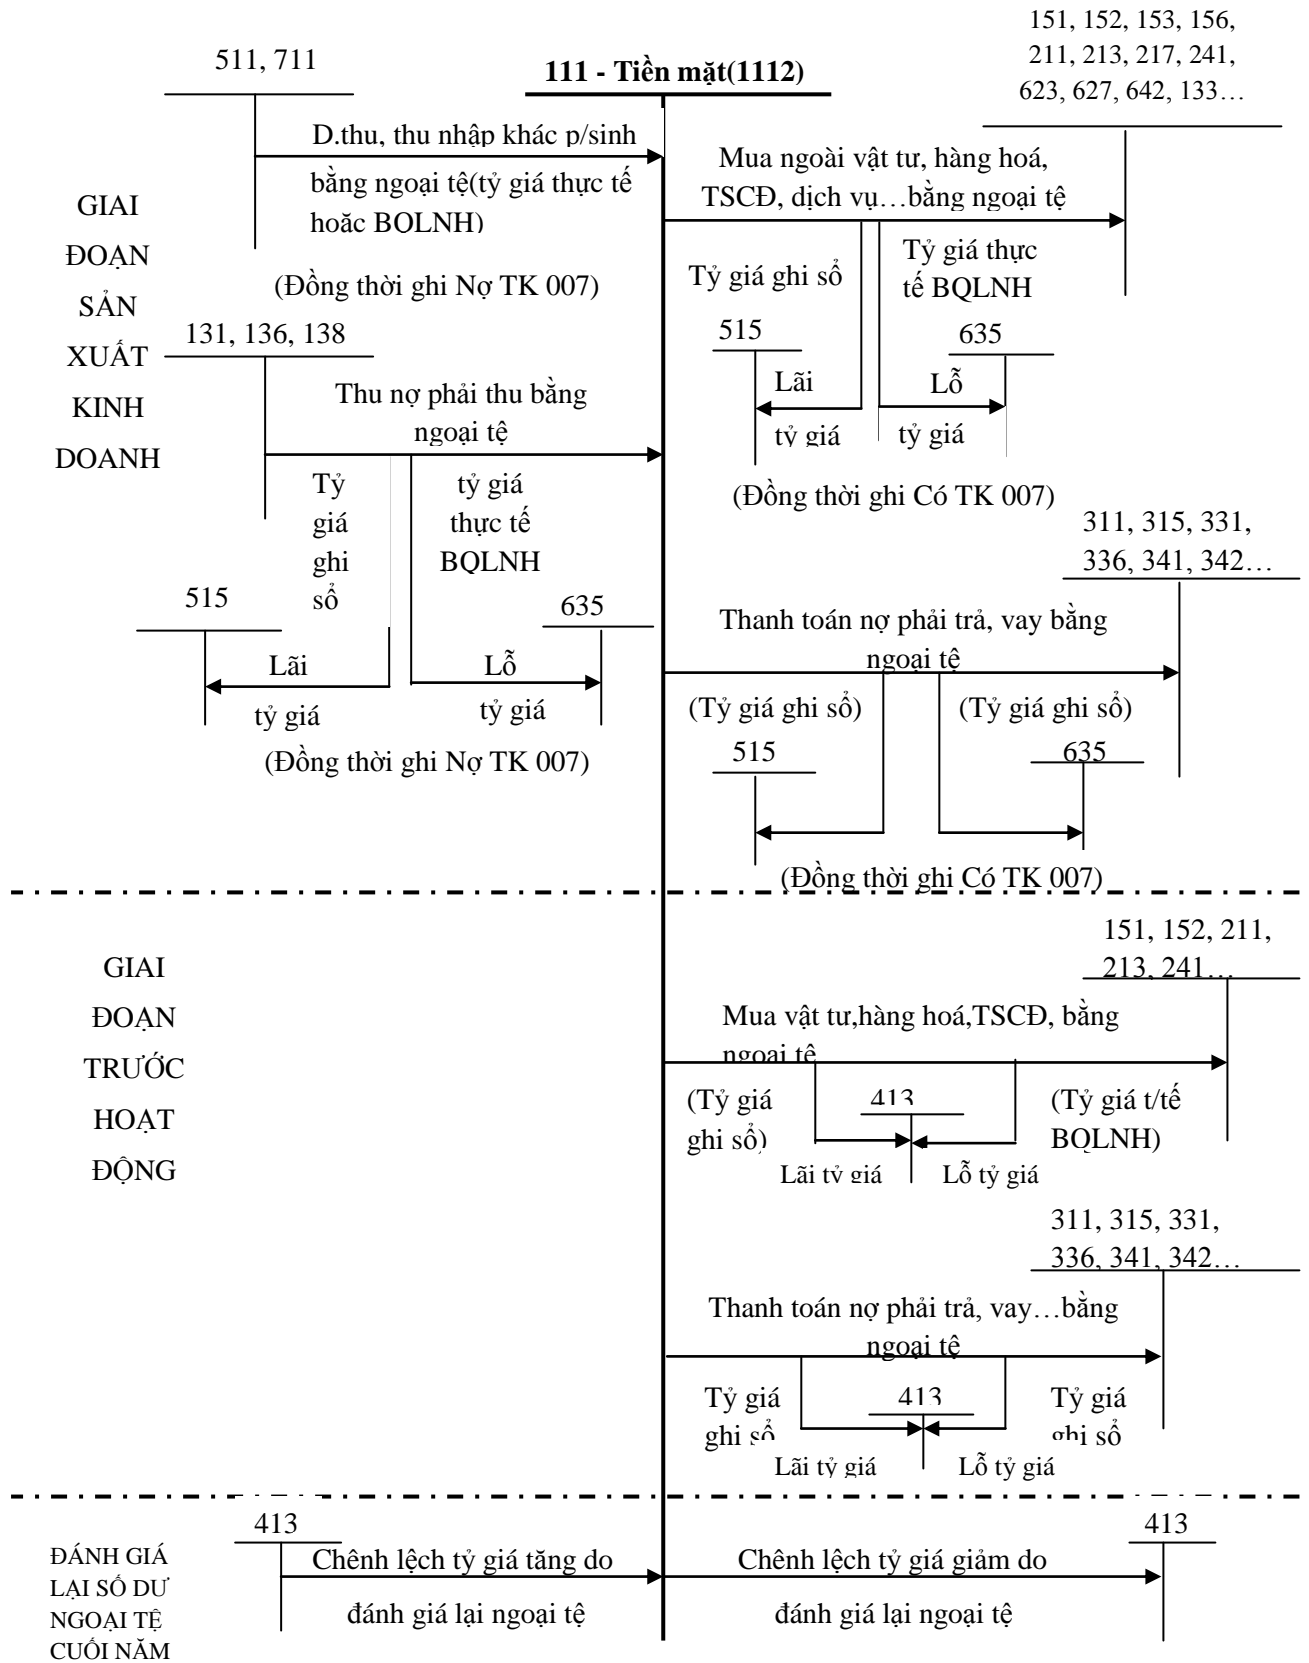 511, 711
111 - Tiền mặt(1112)
151, 152, 153, 156,
211, 213, 217, 241,
623, 627, 642, 133…
D.thu, thu nhập khác p/sinh
bằng ngoại tệ(tỷ giá thực tế
hoặc BQLNH)
(Đồng thời ghi Nợ TK 007)
GIAI
ĐOẠN
SẢN
XUẤT
KINH
DOANH
Mua ngoài vật tư, hàng hoá,
TSCĐ, dịch vụ…bằng ngoại tệ
Tỷ giá ghi sổ
Tỷ giá thực
tế BQLNH
515
635
Lãi
tỷ giá
Lỗ
tỷ giá
(Đồng thời ghi Có TK 007)
131, 136, 138
Thu nợ phải thu bằng
ngoại tệ
Tỷ
giá
ghi
sổ
tỷ giá
thực tế
BQLNH
515
635
Lãi
tỷ giá
Lỗ
tỷ giá
(Đồng thời ghi Nợ TK 007)
311, 315, 331,
336, 341, 342…
Thanh toán nợ phải trả, vay bằng
ngoại tệ
(Tỷ giá ghi sổ)
(Tỷ giá ghi sổ)
515
635
(Đồng thời ghi Có TK 007)
GIAI
ĐOẠN
TRƯỚC
HOẠT
ĐỘNG
151, 152, 211,
213, 241…
Mua vật tư,hàng hoá,TSCĐ, bằng
ngoại tệ
(Tỷ giá
ghi sổ)
413
(Tỷ giá t/tế
BQLNH)
Lãi tỷ giá
Lỗ tỷ giá
311, 315, 331,
336, 341, 342…
Thanh toán nợ phải trả, vay…bằng
ngoại tệ
Tỷ giá
ghi sổ
413
Tỷ giá
ghi sổ
Lãi tỷ giá
Lỗ tỷ giá
ĐÁNH GIÁ
LẠI SỐ DƯ
NGOẠI TỆ
CUỐI NĂM
413
Chênh lệch tỷ giá tăng do
đánh giá lại ngoại tệ
Chênh lệch tỷ giá giảm do
đánh giá lại ngoại tệ
413